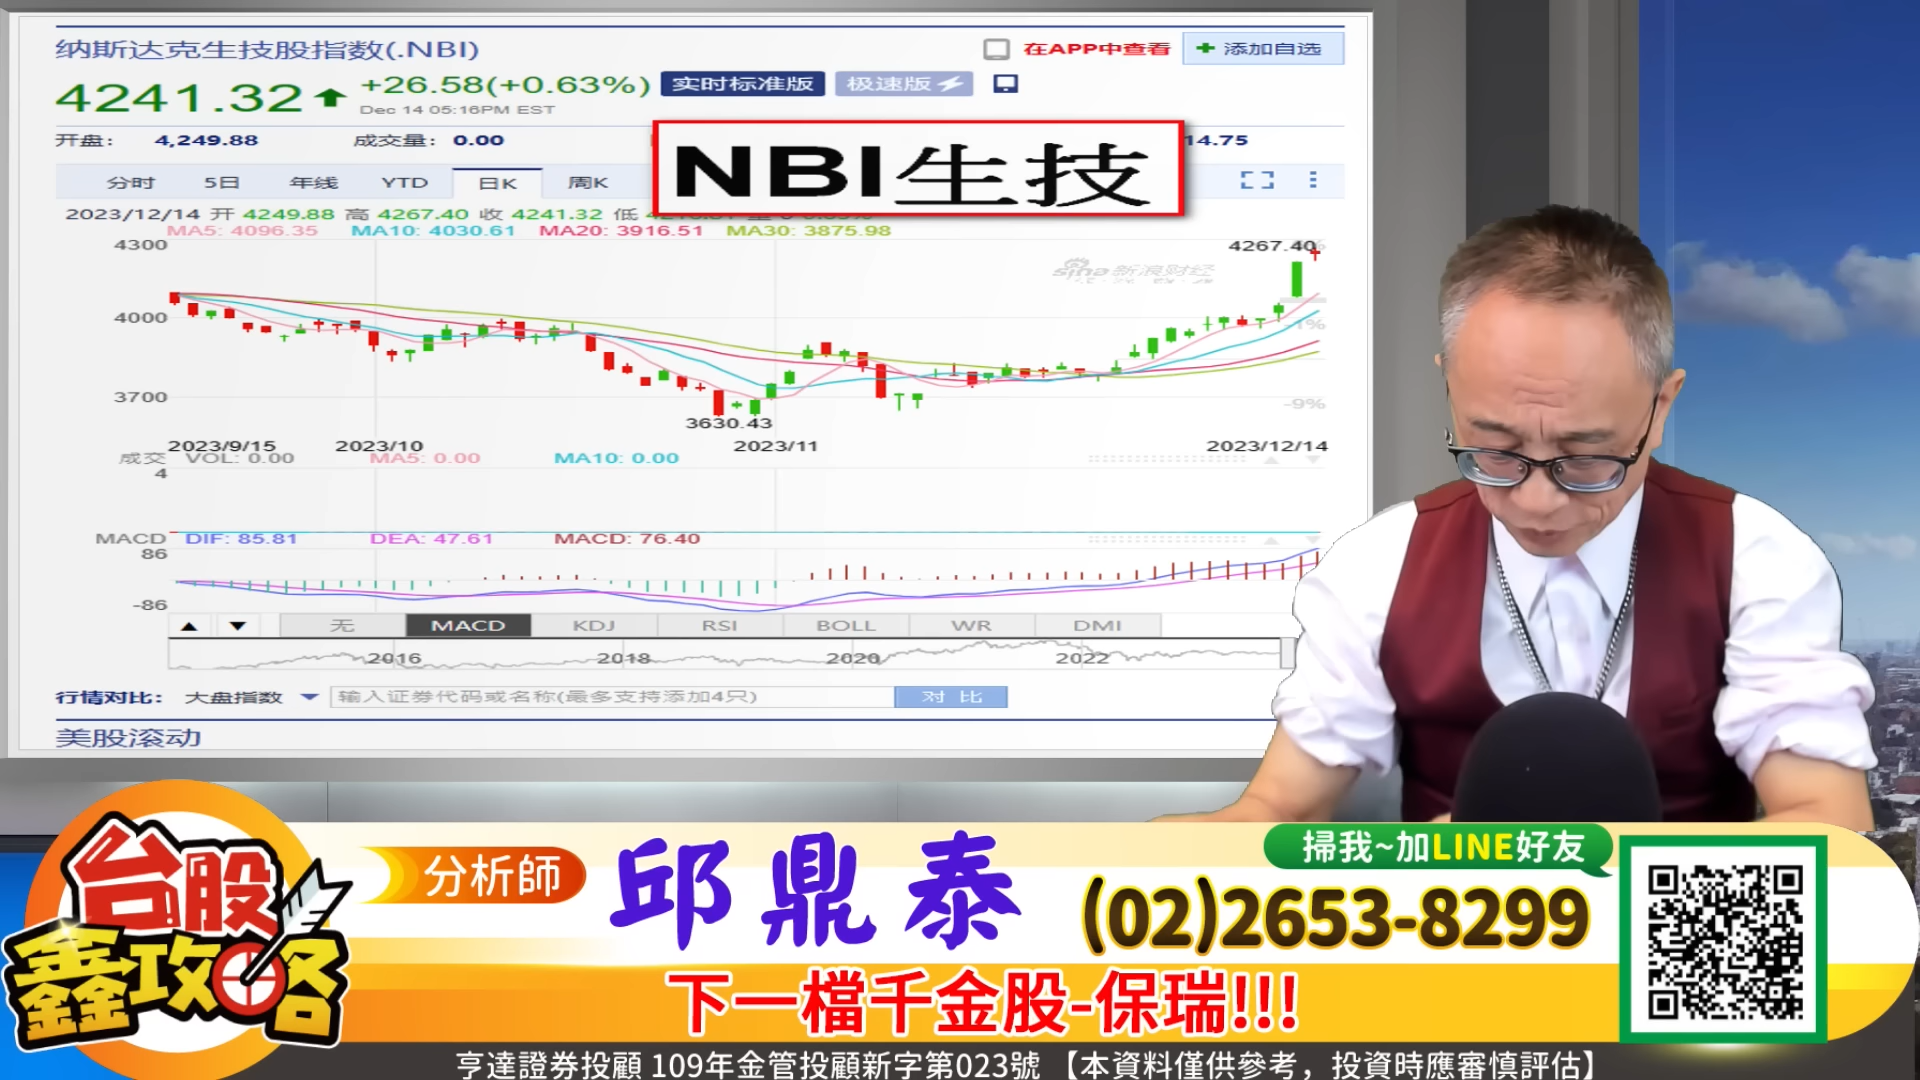 纳斯达克生技股指数(.NBI)
在APP中查看
+ 添加自选
4241.32
+26.58(+0.63%)
实时标准版
极速版
Dec 14 05:16PM EST
开盘: 4,249.88
成交量: 0.00
14.75
NBI生技
分时 5日 年线 YTD 日K 周K
2023/12/14 开 4249.88 高 4267.40 收 4241.32 低
MA5: 4096.35 MA10: 4030.61 MA20: 3916.51 MA30: 3875.98
4300
4267.40
sina 新浪财经
4000
3700
-9%
3630.43
2023/9/15 2023/10 2023/11 2023/12/14
成交 VOL: 0.00 MA5: 0.00 MA10: 0.00
4
MACD DIF: 85.81 DEA: 47.61 MACD: 76.40
86
-86
无 MACD KDJ RSI BOLL WR DMI
2016 2018 2020 2022
行情对比: 大盘指数 输入证券代码或名称(最多支持添加4只) 对 比
美股滚动
台股
鑫攻略
分析師
邱鼎泰
掃我~加LINE好友
(02)2653-8299
下一檔千金股-保瑞!!!
亨達證券投顧 109年金管投顧新字第023號 【本資料僅供參考，投資時應審慎評估】